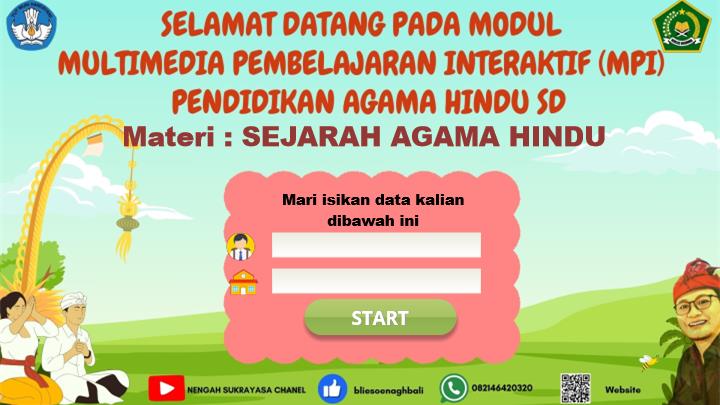 SELAMAT DATANG PADA MODUL
MULTIMEDIA PEMBELAJARAN INTERAKTIF (MPI)
PENDIDIKAN AGAMA HINDU SD
Materi : SEJARAH AGAMA HINDU
Mari isikan data kalian
dibawah ini
START
NENGAH SUKRAYASA CHANEL
bliesoenaghbali
082146420320
Website